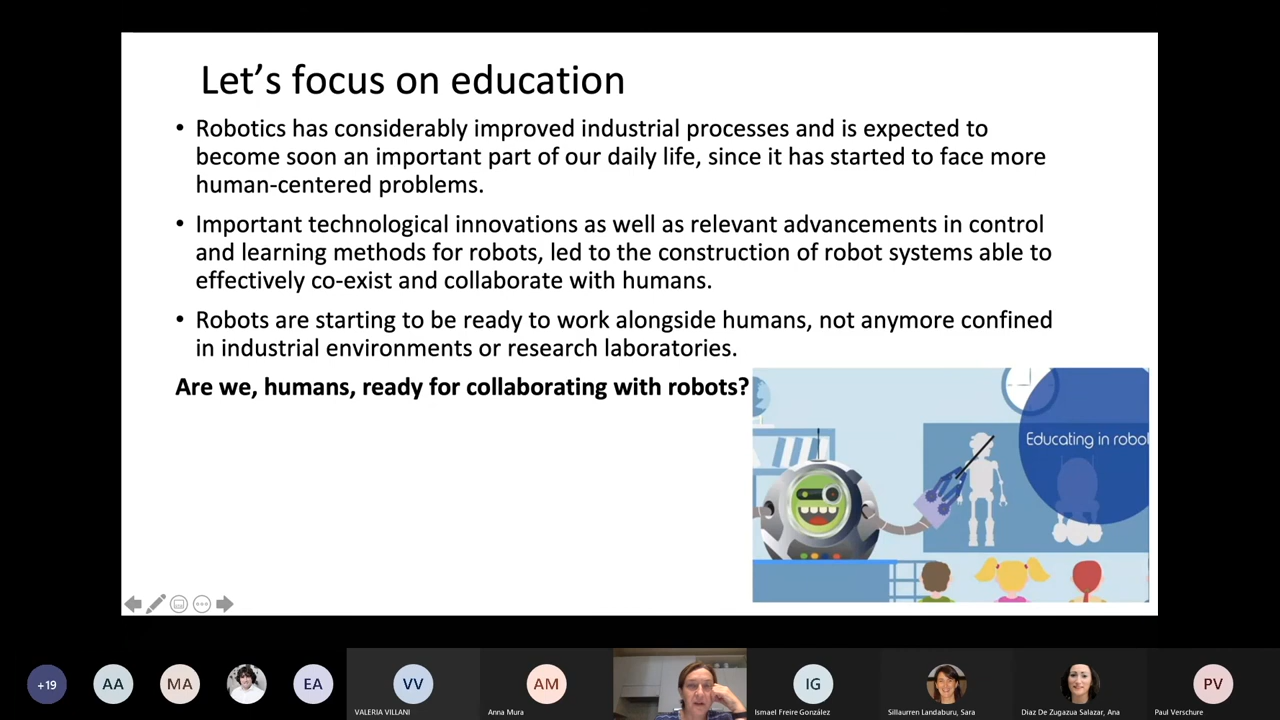 Let's focus on education
• Robotics has considerably improved industrial processes and is expected to
become soon an important part of our daily life, since it has started to face more
human-centered problems.
• Important technological innovations as well as relevant advancements in control
and learning methods for robots, led to the construction of robot systems able to
effectively co-exist and collaborate with humans.
• Robots are starting to be ready to work alongside humans, not anymore confined
in industrial environments or research laboratories.
Are we, humans, ready for collaborating with robots?
Educating in robot
+19
AA
MA
EA
VV
AM
IG
PV
VALERIA VILLANI
Anna Mura
Ismael Freire González
Sillaurren Landaburu, Sara
Diaz De Zugazua Salazar, Ana
Paul Verschure